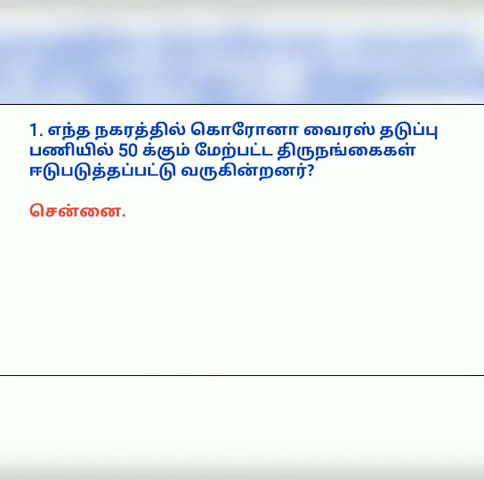 1. எந்த நகரத்தில் கொரோனா வைரஸ் தடுப்பு
பணியில் 50 க்கும் மேற்பட்ட திருநங்கைகள்
ஈடுபடுத்தப்பட்டு வருகின்றனர்?
சென்னை.